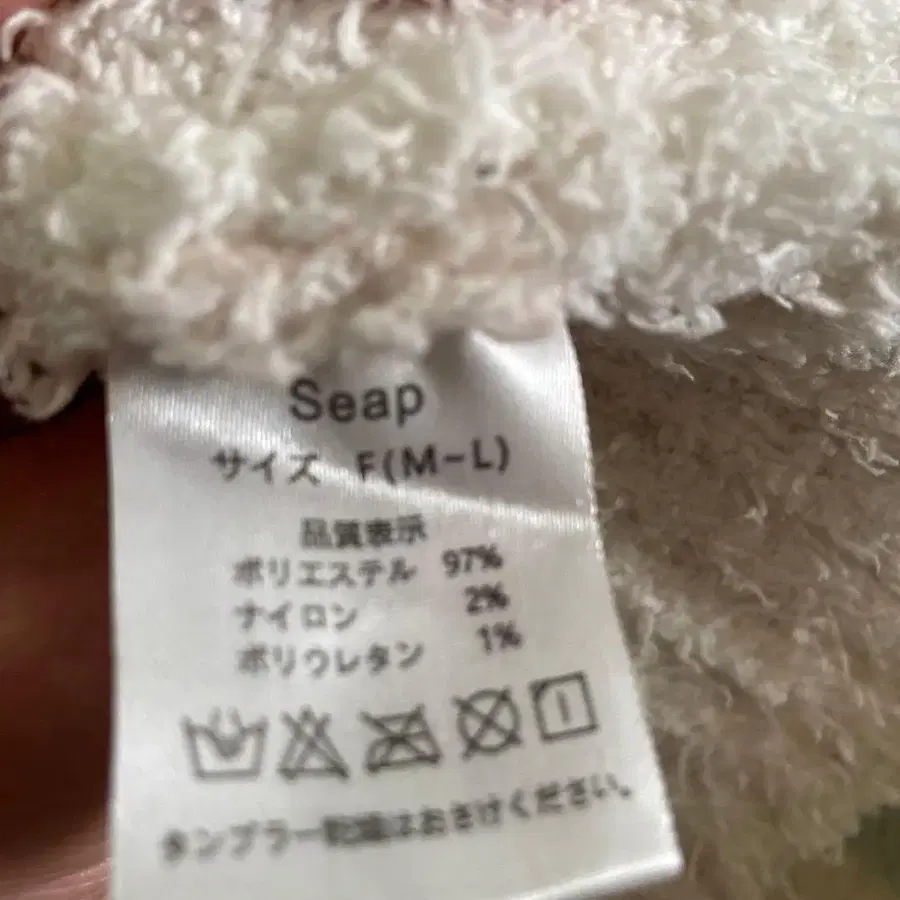 Seap
サイズ F(M-L)
品質表示
ポリエステル 97%
ナイロン 2%
ポリウレタン 1%
タンブラー乾燥はおさけください。